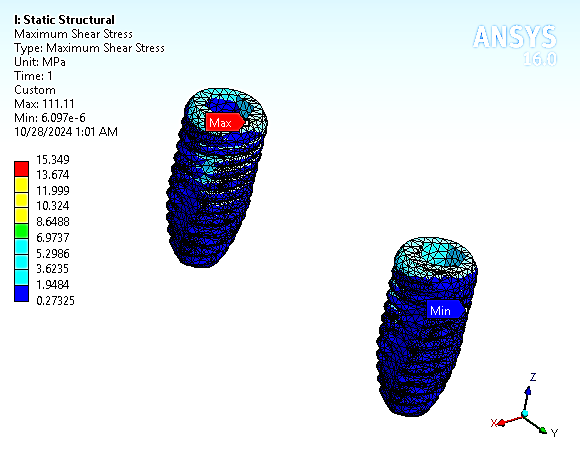 I: Static Structural
Maximum Shear Stress
Type: Maximum Shear Stress
Unit: MPa
Time: 1
Custom
Max: 111.11
Min: 6.097e-6
10/28/2024 1:01 AM
ANSYS
16.0
15.349
13.674
11.999
10.324
8.6488
6.9737
5.2986
3.6235
1.9484
0.27325
Max
Min
Z
X
Y